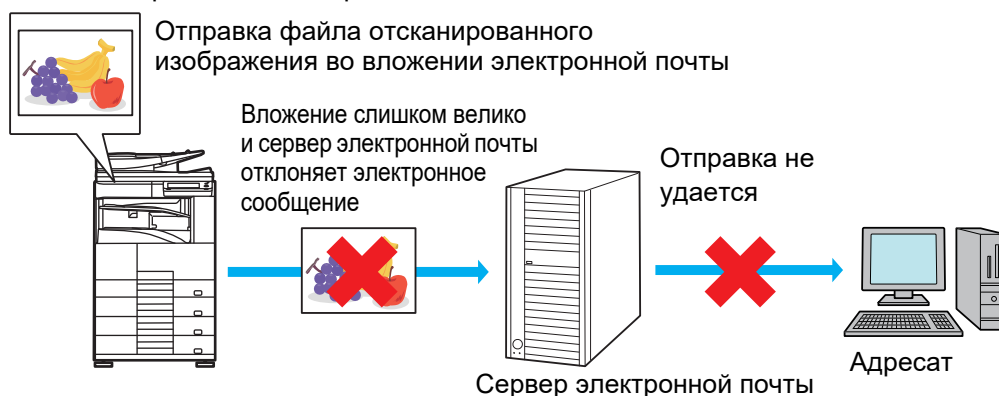 Отправка файла отсканированного
изображения во вложении электронной почты
Вложение слишком велико
и сервер электронной почты
отклоняет электронное
сообщение
Отправка не
удается
Адресат
Сервер электронной почты